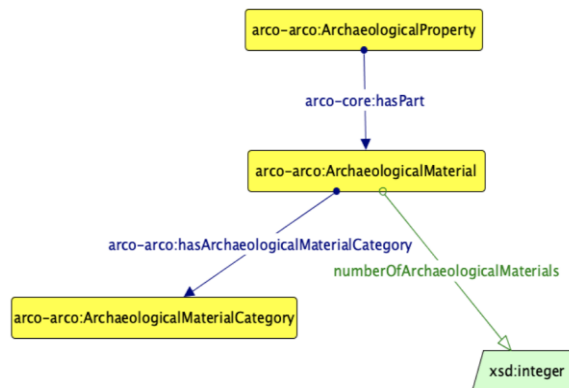 arco-arco:ArchaeologicalProperty
arco-core:hasPart
arco-arco:ArchaeologicalMaterial
arco-arco:hasArchaeologicalMaterialCategory
numberOfArchaeologicalMaterials
arco-arco:ArchaeologicalMaterialCategory
xsd:integer